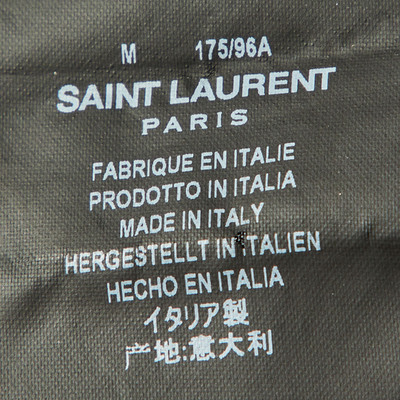 M 175/96A
SAINT LAURENT
PARIS
FABRIQUE EN ITALIE
PRODOTTO IN ITALIA
MADE IN ITALY
HERGESTELLT IN ITALIEN
HECHO EN ITALIA
イタリア製
产地:意大利